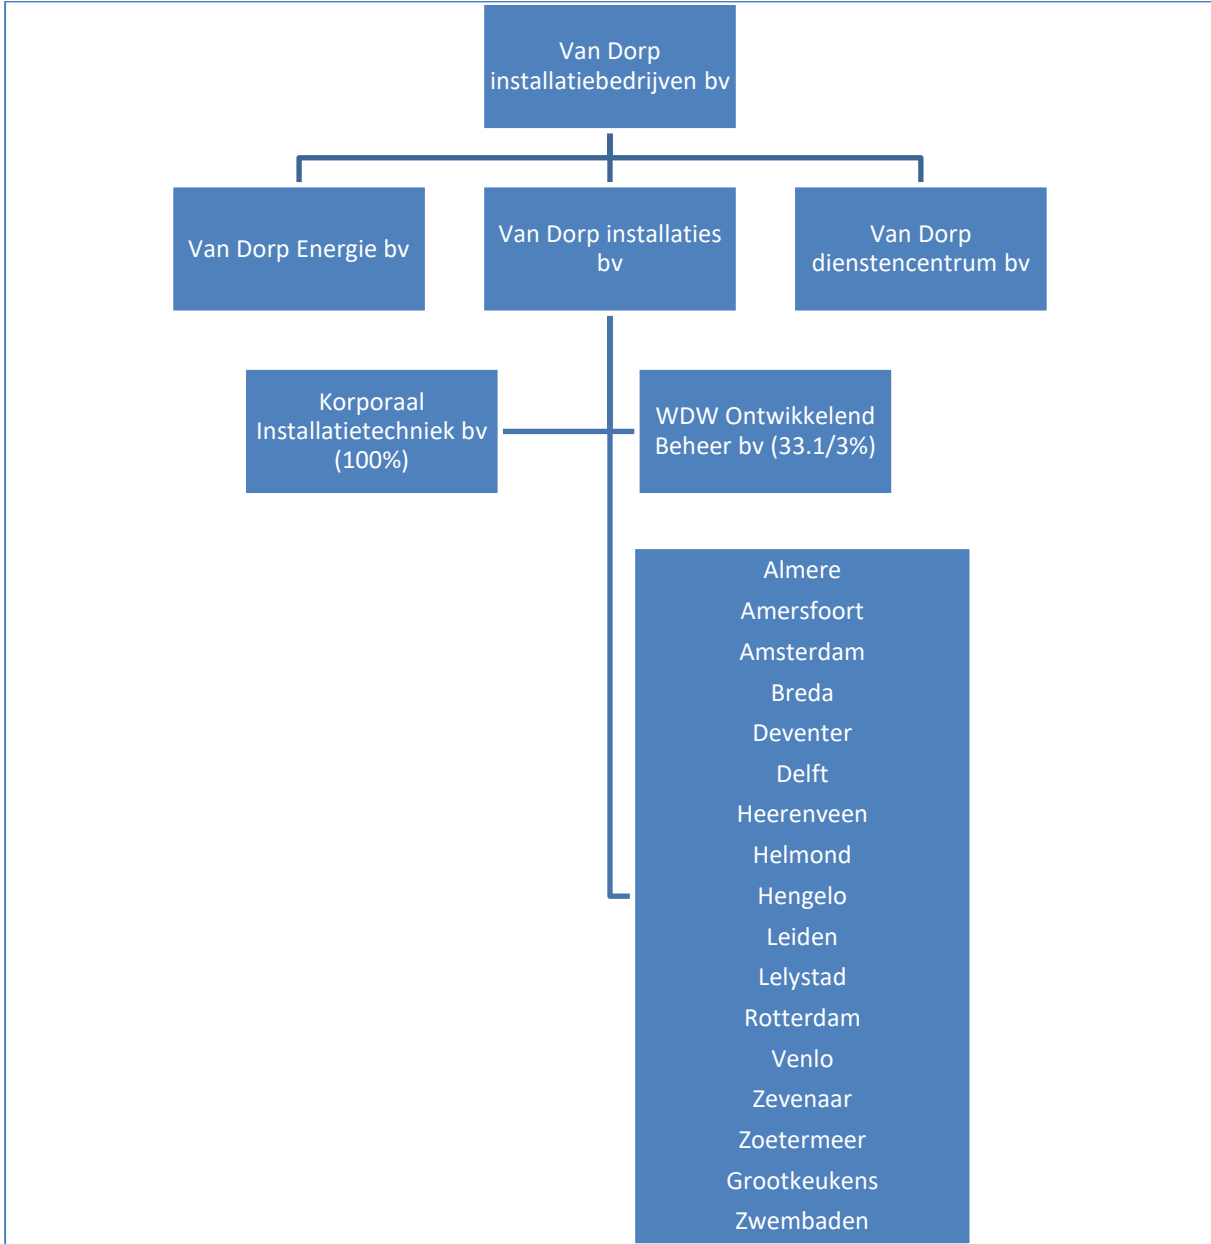 Van Dorp
installatiebedrijven bv
Van Dorp Energie bv
Van Dorp installaties
bv
Van Dorp
dienstencentrum bv
Korporaal
Installatietechniek bv
(100%)
WDW Ontwikkelend
Beheer bv (33.1/3%)
Almere
Amersfoort
Amsterdam
Breda
Deventer
Delft
Heerenveen
Helmond
Hengelo
Leiden
Lelystad
Rotterdam
Venlo
Zevenaar
Zoetermeer
Grootkeukens
Zwembaden